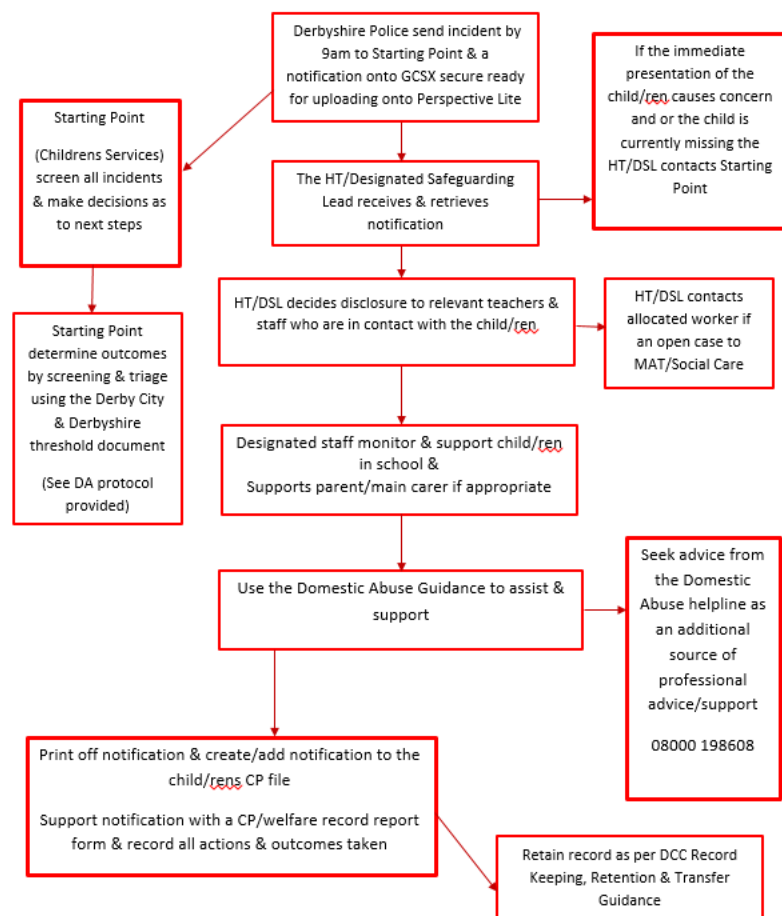 Derbyshire Police send incident by
9am to Starting Point & a
notification onto GCSX secure ready
for uploading onto Perspective Lite
If the immediate
presentation of the
child/ren causes concern
and or the child is
currently missing the
HT/DSL contacts Starting
Point
Starting Point
(Childrens Services)
screen all incidents
& make decisions as
to next steps
The HT/Designated Safeguarding
Lead receives & retrieves
notification
HT/DSL decides disclosure to relevant teachers &
staff who are in contact with the child/ren
HT/DSL contacts
allocated worker if
an open case to
MAT/Social Care
Starting Point
determine outcomes
by screening & triage
using the Derby City
& Derbyshire
threshold document
(See DA protocol
provided)
Designated staff monitor & support child/ren
in school &
Supports parent/main carer if appropriate
Use the Domestic Abuse Guidance to assist &
support
Seek advice from
the Domestic
Abuse helpline as
an additional
source of
professional
advice/support
08000 198608
Print off notification & create/add notification to the
child/rens CP file
Support notification with a CP/welfare record report
form & record all actions & outcomes taken
Retain record as per DCC Record
Keeping, Retention & Transfer
Guidance